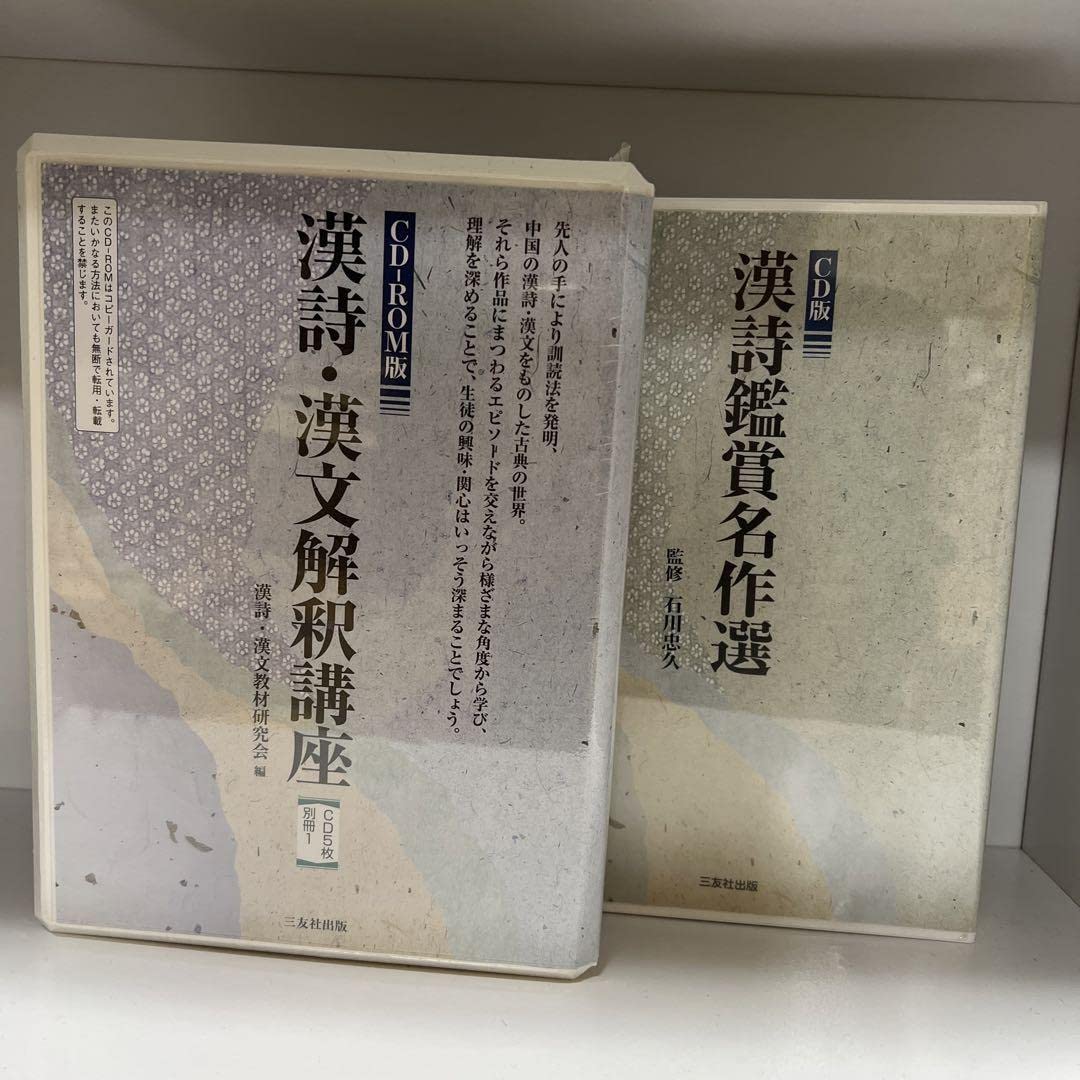 先人の手により訓読法を発明、
中国の漢詩・漢文をものした古典の世界。
それら作品にまつわるエピソードを交えながら様ざまな角度から学び、
理解を深めることで、生徒の興味・関心はいっそう深まることでしょう。
CD-ROM版
漢詩・漢文解釈講座
CD5枚
別冊1
漢詩・漢文教材研究会 編
このCD-ROMはコピーガードされています。
またいかなる方法においても無断で転用・転載
することを禁じます。
三友社出版
CD版
漢詩鑑賞名作選
監修 石川忠久
三友社出版